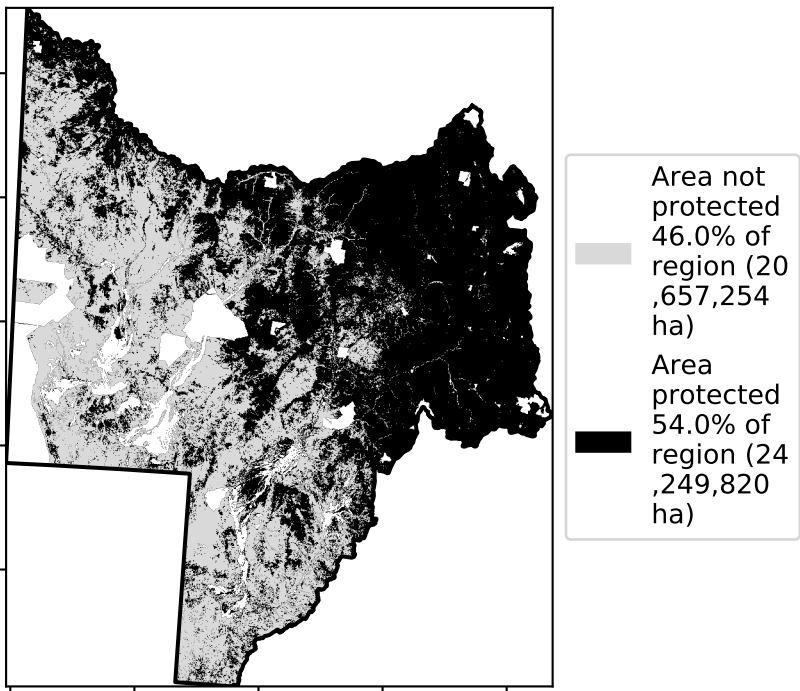 Area not
protected
46.0% of
region (20
,657,254
ha)
Area
protected
54.0% of
region (24
,249,820
ha)